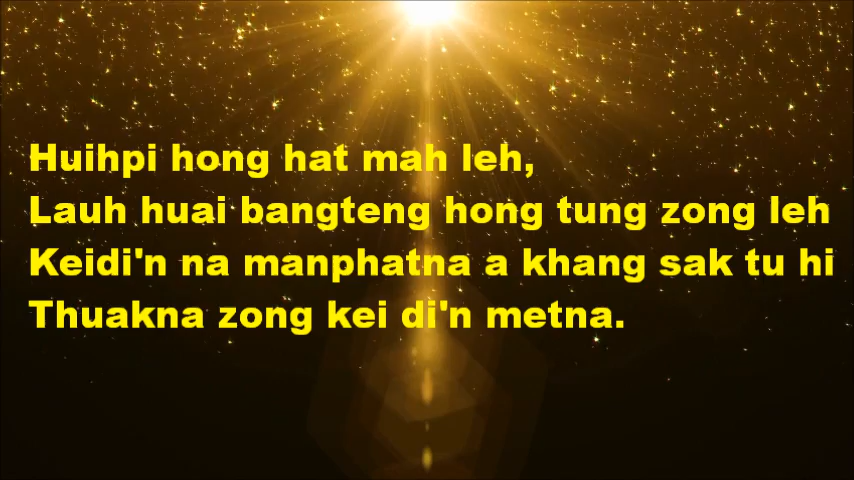 Huihpi hong hat mah leh,
Lauh huai bangteng hong tung zong leh
Keidi'n na manphatna a khang sak tu hi
Thuakna zong kei di'n metna.